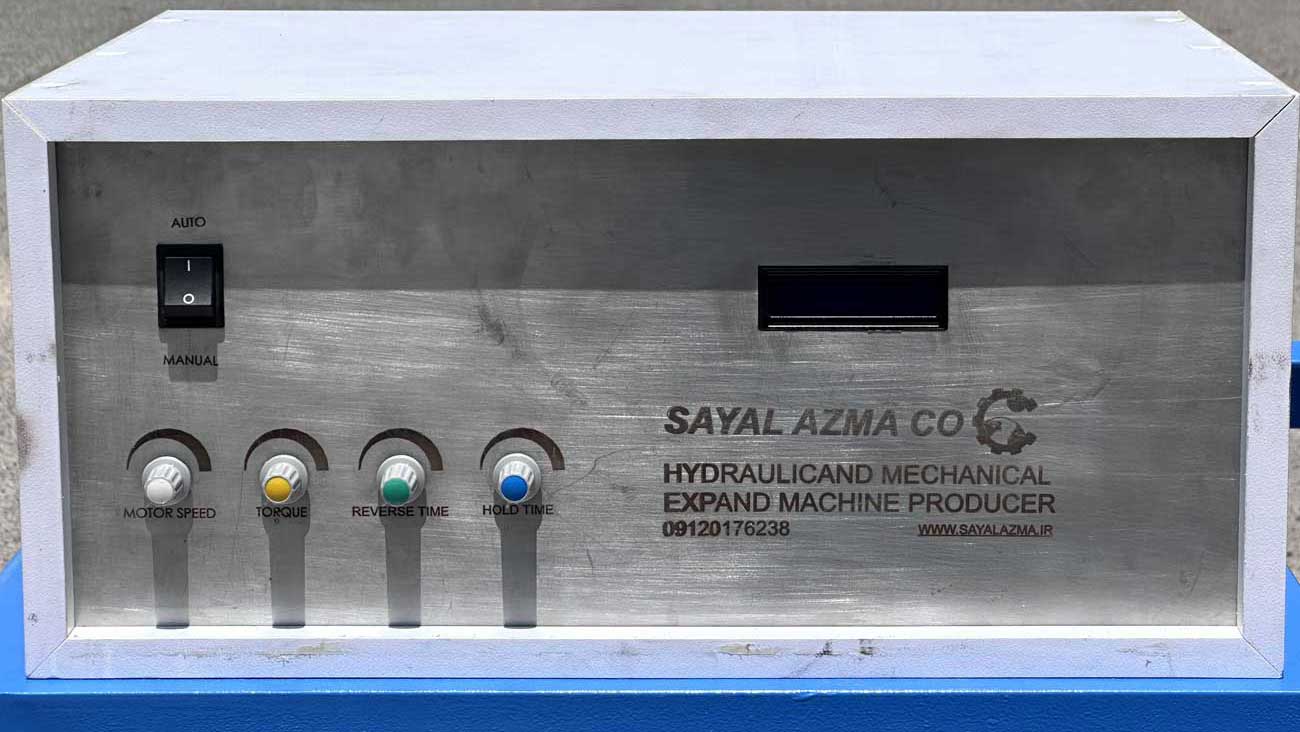 AUTO
I
O
MANUAL
MOTOR SPEED
TORQUE
REVERSE TIME
HOLD TIME
SAYAL AZMA CO
HYDRAULICAND MECHANICAL
EXPAND MACHINE PRODUCER
09120176238 WWW.SAYALAZMA.IR